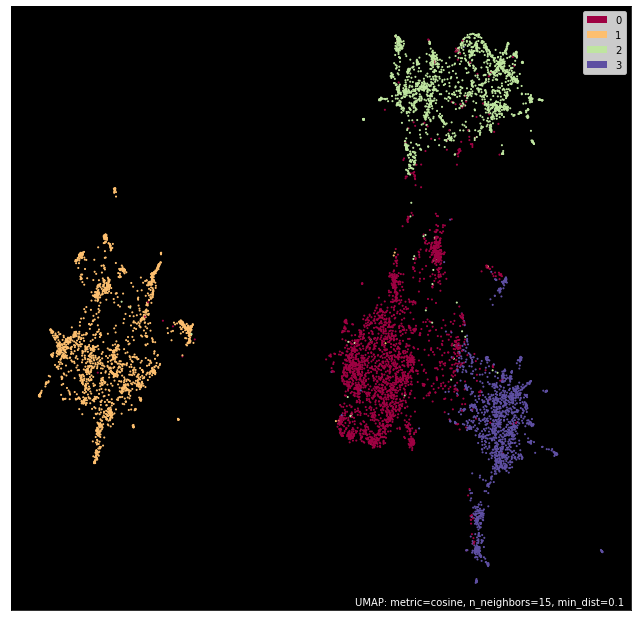 0
1
2
3
UMAP: metric=cosine, n_neighbors=15, min_dist=0.1